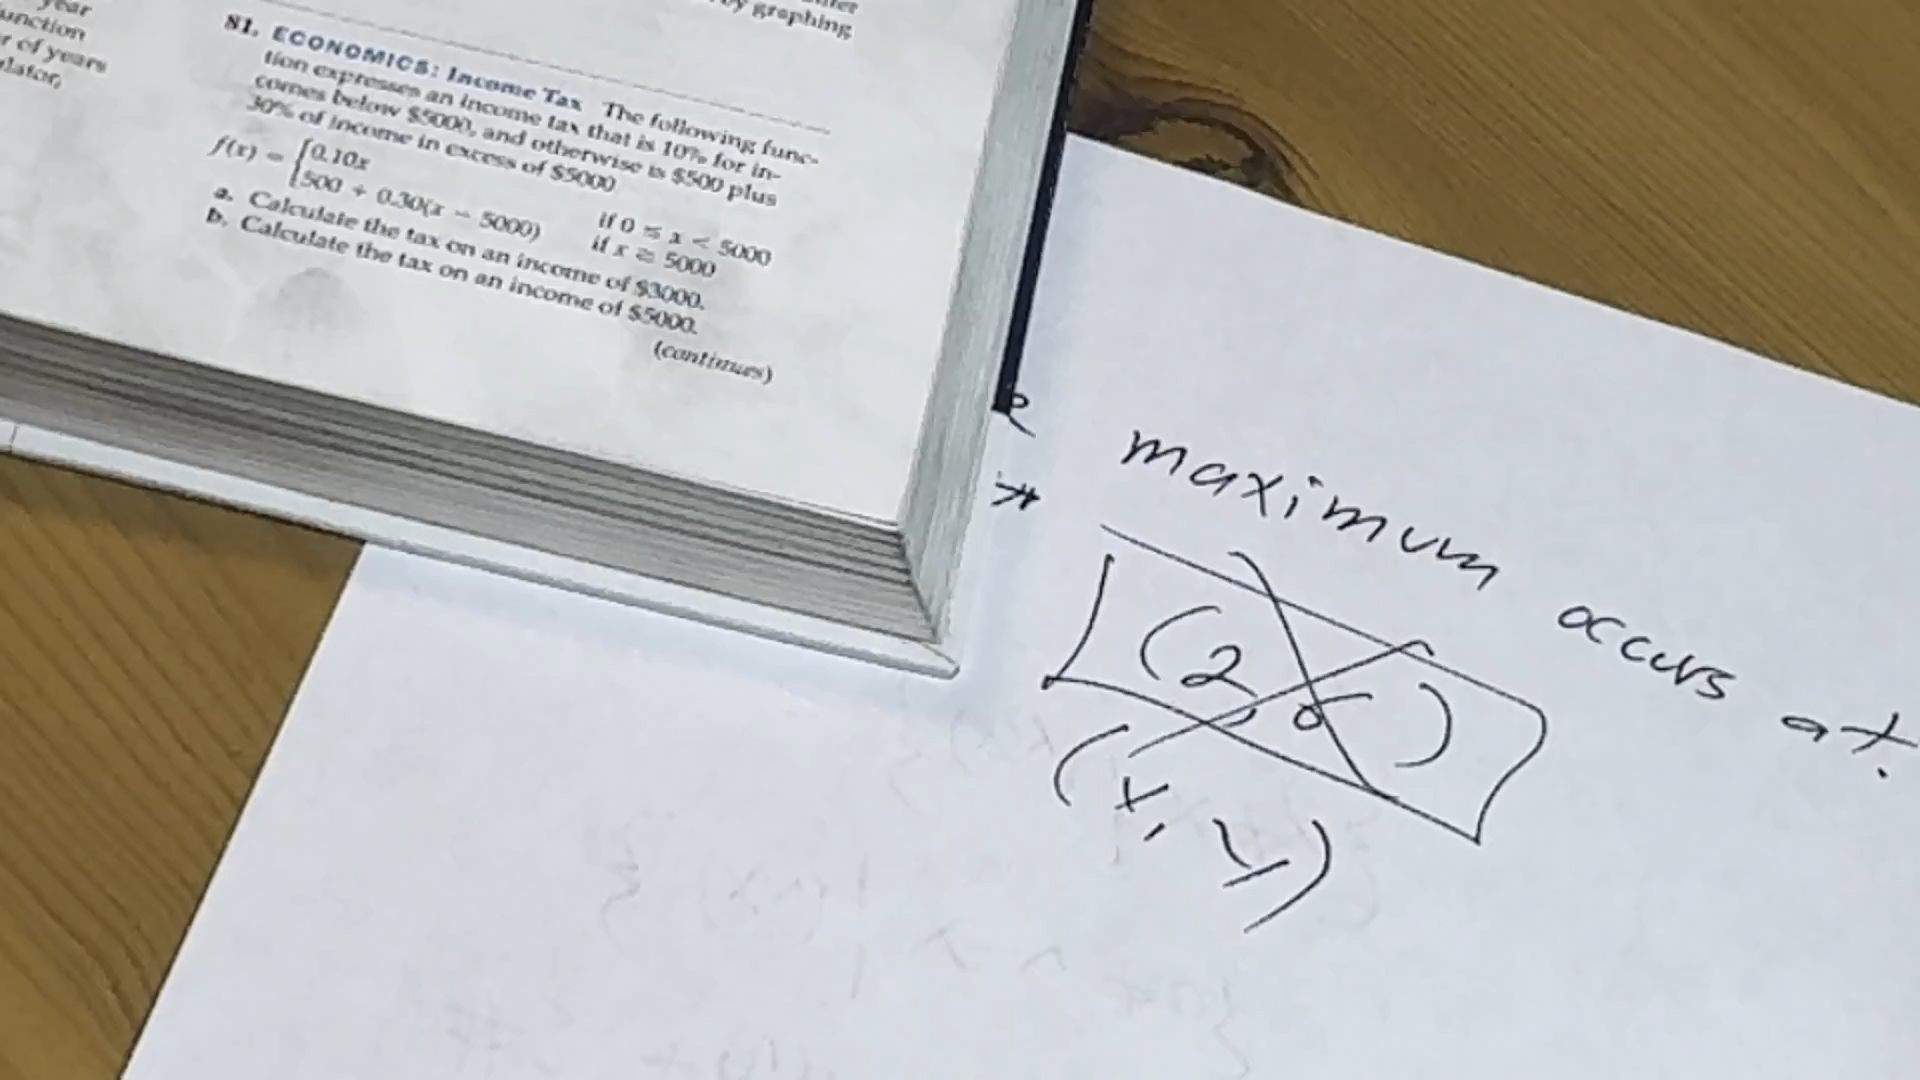 year
unction
r of years
lator,
by graphing
81. ECONOMICS: Income Tax The following func-
tion expresses an income tax that is 10% for in-
comes below $5000, and otherwise is $500 plus
30% of income in excess of $5000
f(x) = { 0.10x if 0 ≤ x < 5000
500 + 0.30(x − 5000) if x ≥ 5000
a. Calculate the tax on an income of $3000.
b. Calculate the tax on an income of $5000.
(continues)
maximum occurs at.
(2, 6)
(x, y)